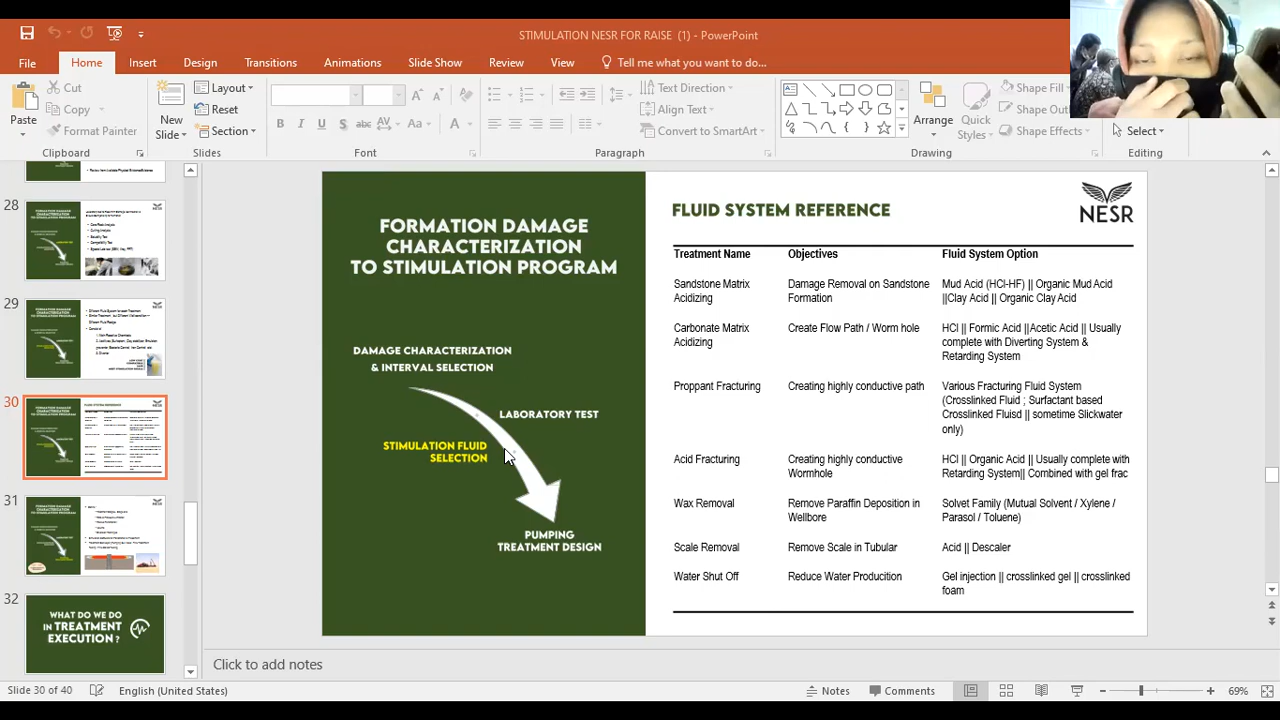 STIMULATION NESR FOR RAISE (1) - PowerPoint
File Home Insert Design Transitions Animations Slide Show Review View Tell me what you want to do...
Paste
Cut
Copy
Format Painter
Clipboard
New Slide
Layout
Reset
Section
Slides
B I U S abc AV Aa A
Font
Text Direction
Align Text
Convert to SmartArt
Paragraph
Arrange
Quick Styles
Shape Fill
Shape Out
Shape Effects
Drawing
Select
Editing
28
29
30
31
32
WHAT DO WE DO
IN TREATMENT
EXECUTION ?
FORMATION DAMAGE
CHARACTERIZATION
TO STIMULATION PROGRAM
DAMAGE CHARACTERIZATION
& INTERVAL SELECTION
LABORATORY TEST
STIMULATION FLUID
SELECTION
PUMPING
TREATMENT DESIGN
FLUID SYSTEM REFERENCE
NESR
Treatment Name Objectives Fluid System Option
Sandstone Matrix Damage Removal on Sandstone Mud Acid (HCl-HF) || Organic Mud Acid
Acidizing Formation ||Clay Acid || Organic Clay Acid
Carbonate Matrix Create Flow Path / Worm hole HCl || Formic Acid ||Acetic Acid || Usually
Acidizing complete with Diverting System &
Retarding System
Proppant Fracturing Creating highly conductive path Various Fracturing Fluid System
(Crosslinked Fluid ; Surfactant based
Crosslinked Fluisd || sometime Slickwater
only)
Acid Fracturing Creating highly conductive HCl || Organic Acid || Usually complete with
Wormhole Retarding System|| Combined with gel frac
Wax Removal Remove Paraffin Deposition in Solvet Family (Mutual Solvent / Xylene /
Wellbore Parasol / Toluene)
Scale Removal Remove Scale in Tubular Acid || Descaler
Water Shut Off Reduce Water Producition Gel injection || crosslinked gel || crosslinked
foam
Click to add notes
Slide 30 of 40 English (United States) Notes Comments 69%